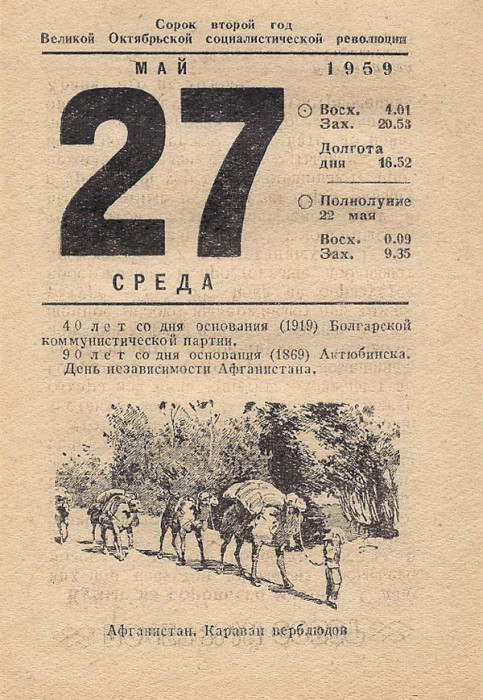 Сорок второй год
Великой Октябрьской социалистической революции
МАЙ 1959
27
Восх. 4.01
Зах. 20.53
Долгота
дня 16.52
Полнолуние
22 мая
Восх. 0.09
Зах. 9.35
СРЕДА
40 лет со дня основания (1919) Болгарской
коммунистической партии.
90 лет со дня основания (1869) Актюбинска.
День независимости Афганистана.
Афганистан. Караван верблюдов